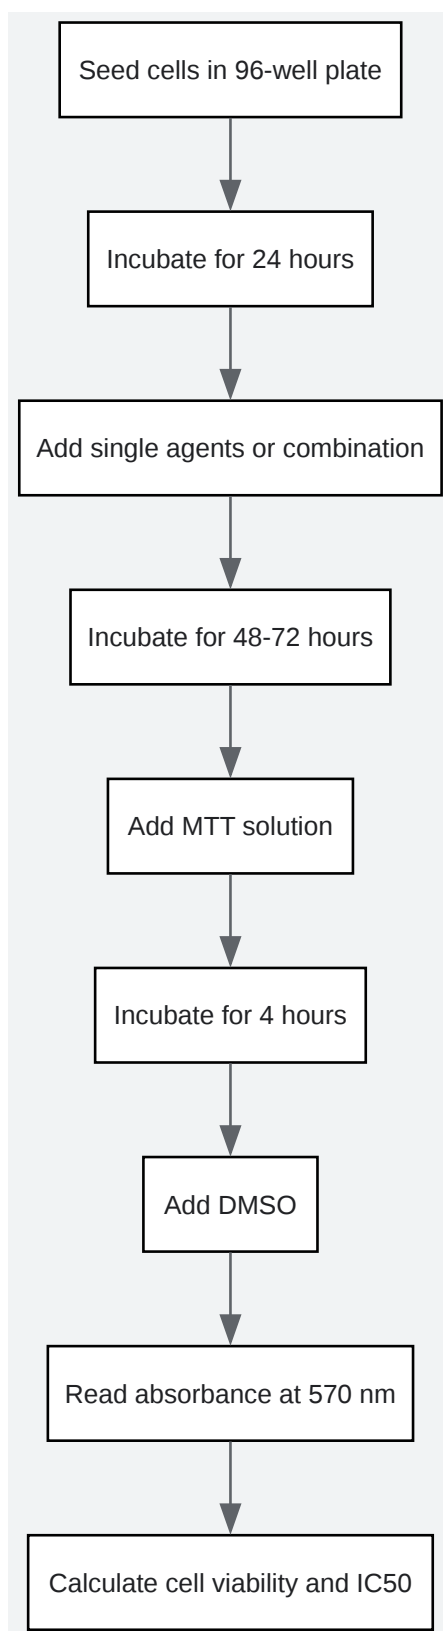 Seed cells in 96-well plate
Incubate for 24 hours
Add single agents or combination
Incubate for 48-72 hours
Add MTT solution
Incubate for 4 hours
Add DMSO
Read absorbance at 570 nm
Calculate cell viability and IC50